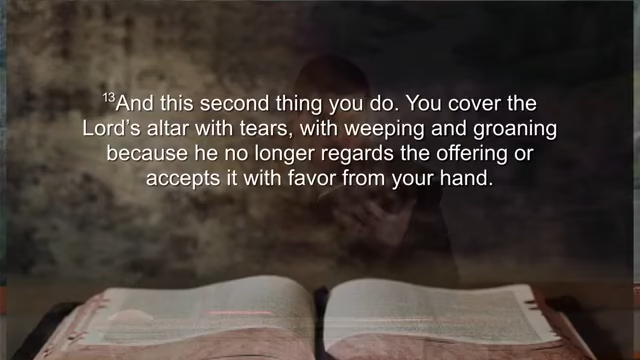 13And this second thing you do. You cover the
Lord's altar with tears, with weeping and groaning
because he no longer regards the offering or
accepts it with favor from your hand.